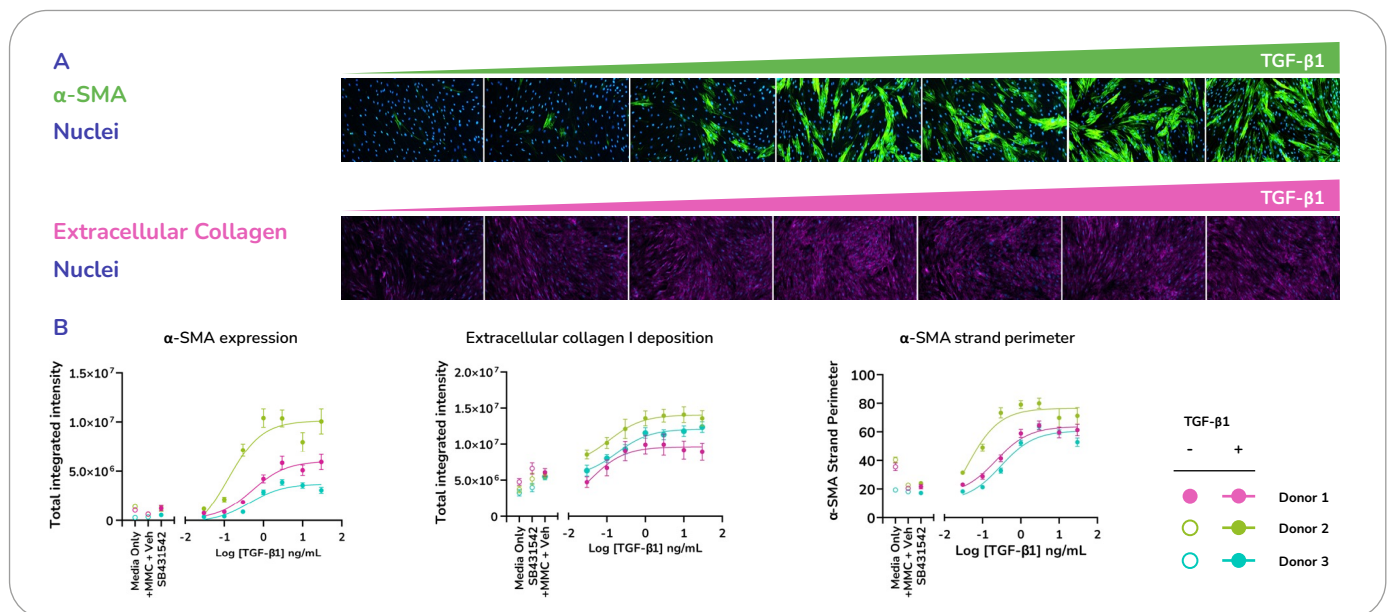 A
TGF-β1
α-SMA
Nuclei
TGF-β1
Extracellular Collagen
Nuclei
B
α-SMA expression
Total integrated intensity
1.5×10⁷
1.0×10⁷
5.0×10⁶
0
Media Only
+MMC + Veh
SB431542
-2 -1 0 1 2
Log [TGF-β1] ng/mL
Extracellular collagen I deposition
Total integrated intensity
2.0×10⁷
1.5×10⁷
1.0×10⁷
5.0×10⁶
0
Media Only
SB431542
+MMC + Veh
-2 -1 0 1 2
Log [TGF-β1] ng/mL
α-SMA strand perimeter
α-SMA Strand Perimeter
100
80
60
40
20
0
Media Only
+MMC + Veh
SB431542
-2 -1 0 1 2
Log [TGF-β1] ng/mL
TGF-β1
- +
Donor 1
Donor 2
Donor 3